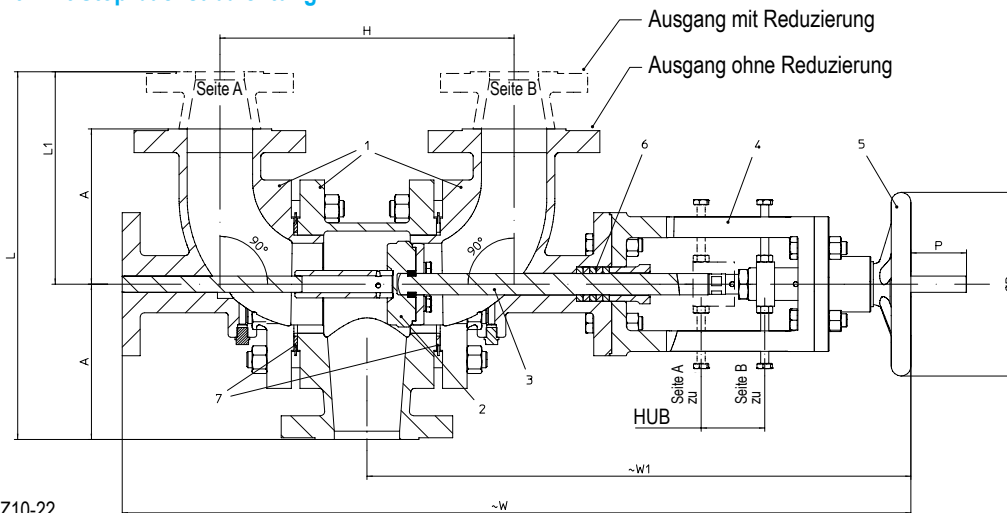 Ausgang mit Reduzierung
H
Seite A
Seite B
Ausgang ohne Reduzierung
L1
1
6
4
5
A
90°
90°
P
L
A
7
2
3
Seite A
zu
Seite B
zu
HUB
~W1
~W
Z10-22